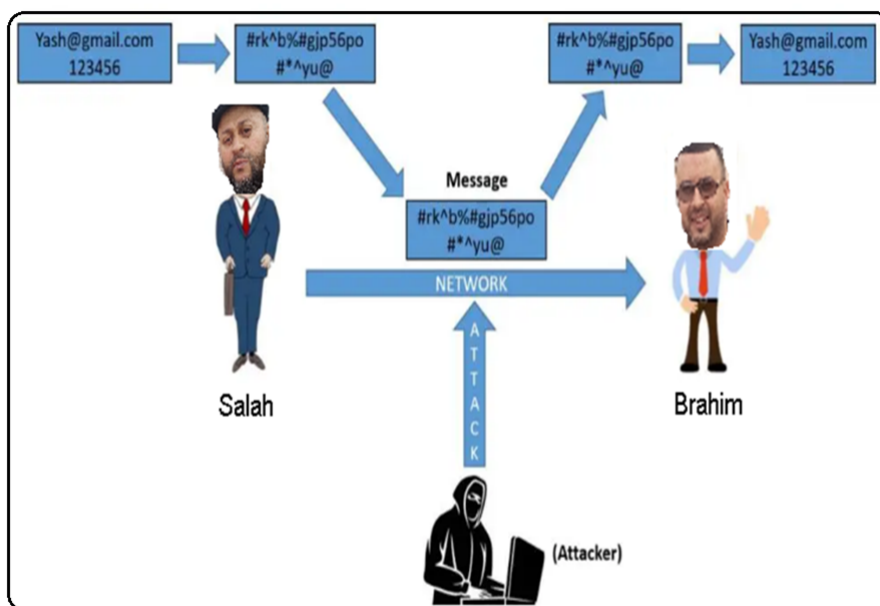 Yash@gmail.com
123456
#rk^b%#gjp56po
#*^yu@
#rk^b%#gjp56po
#*^yu@
Yash@gmail.com
123456
Message
#rk^b%#gjp56po
#*^yu@
NETWORK
ATTACK
Salah
Brahim
(Attacker)